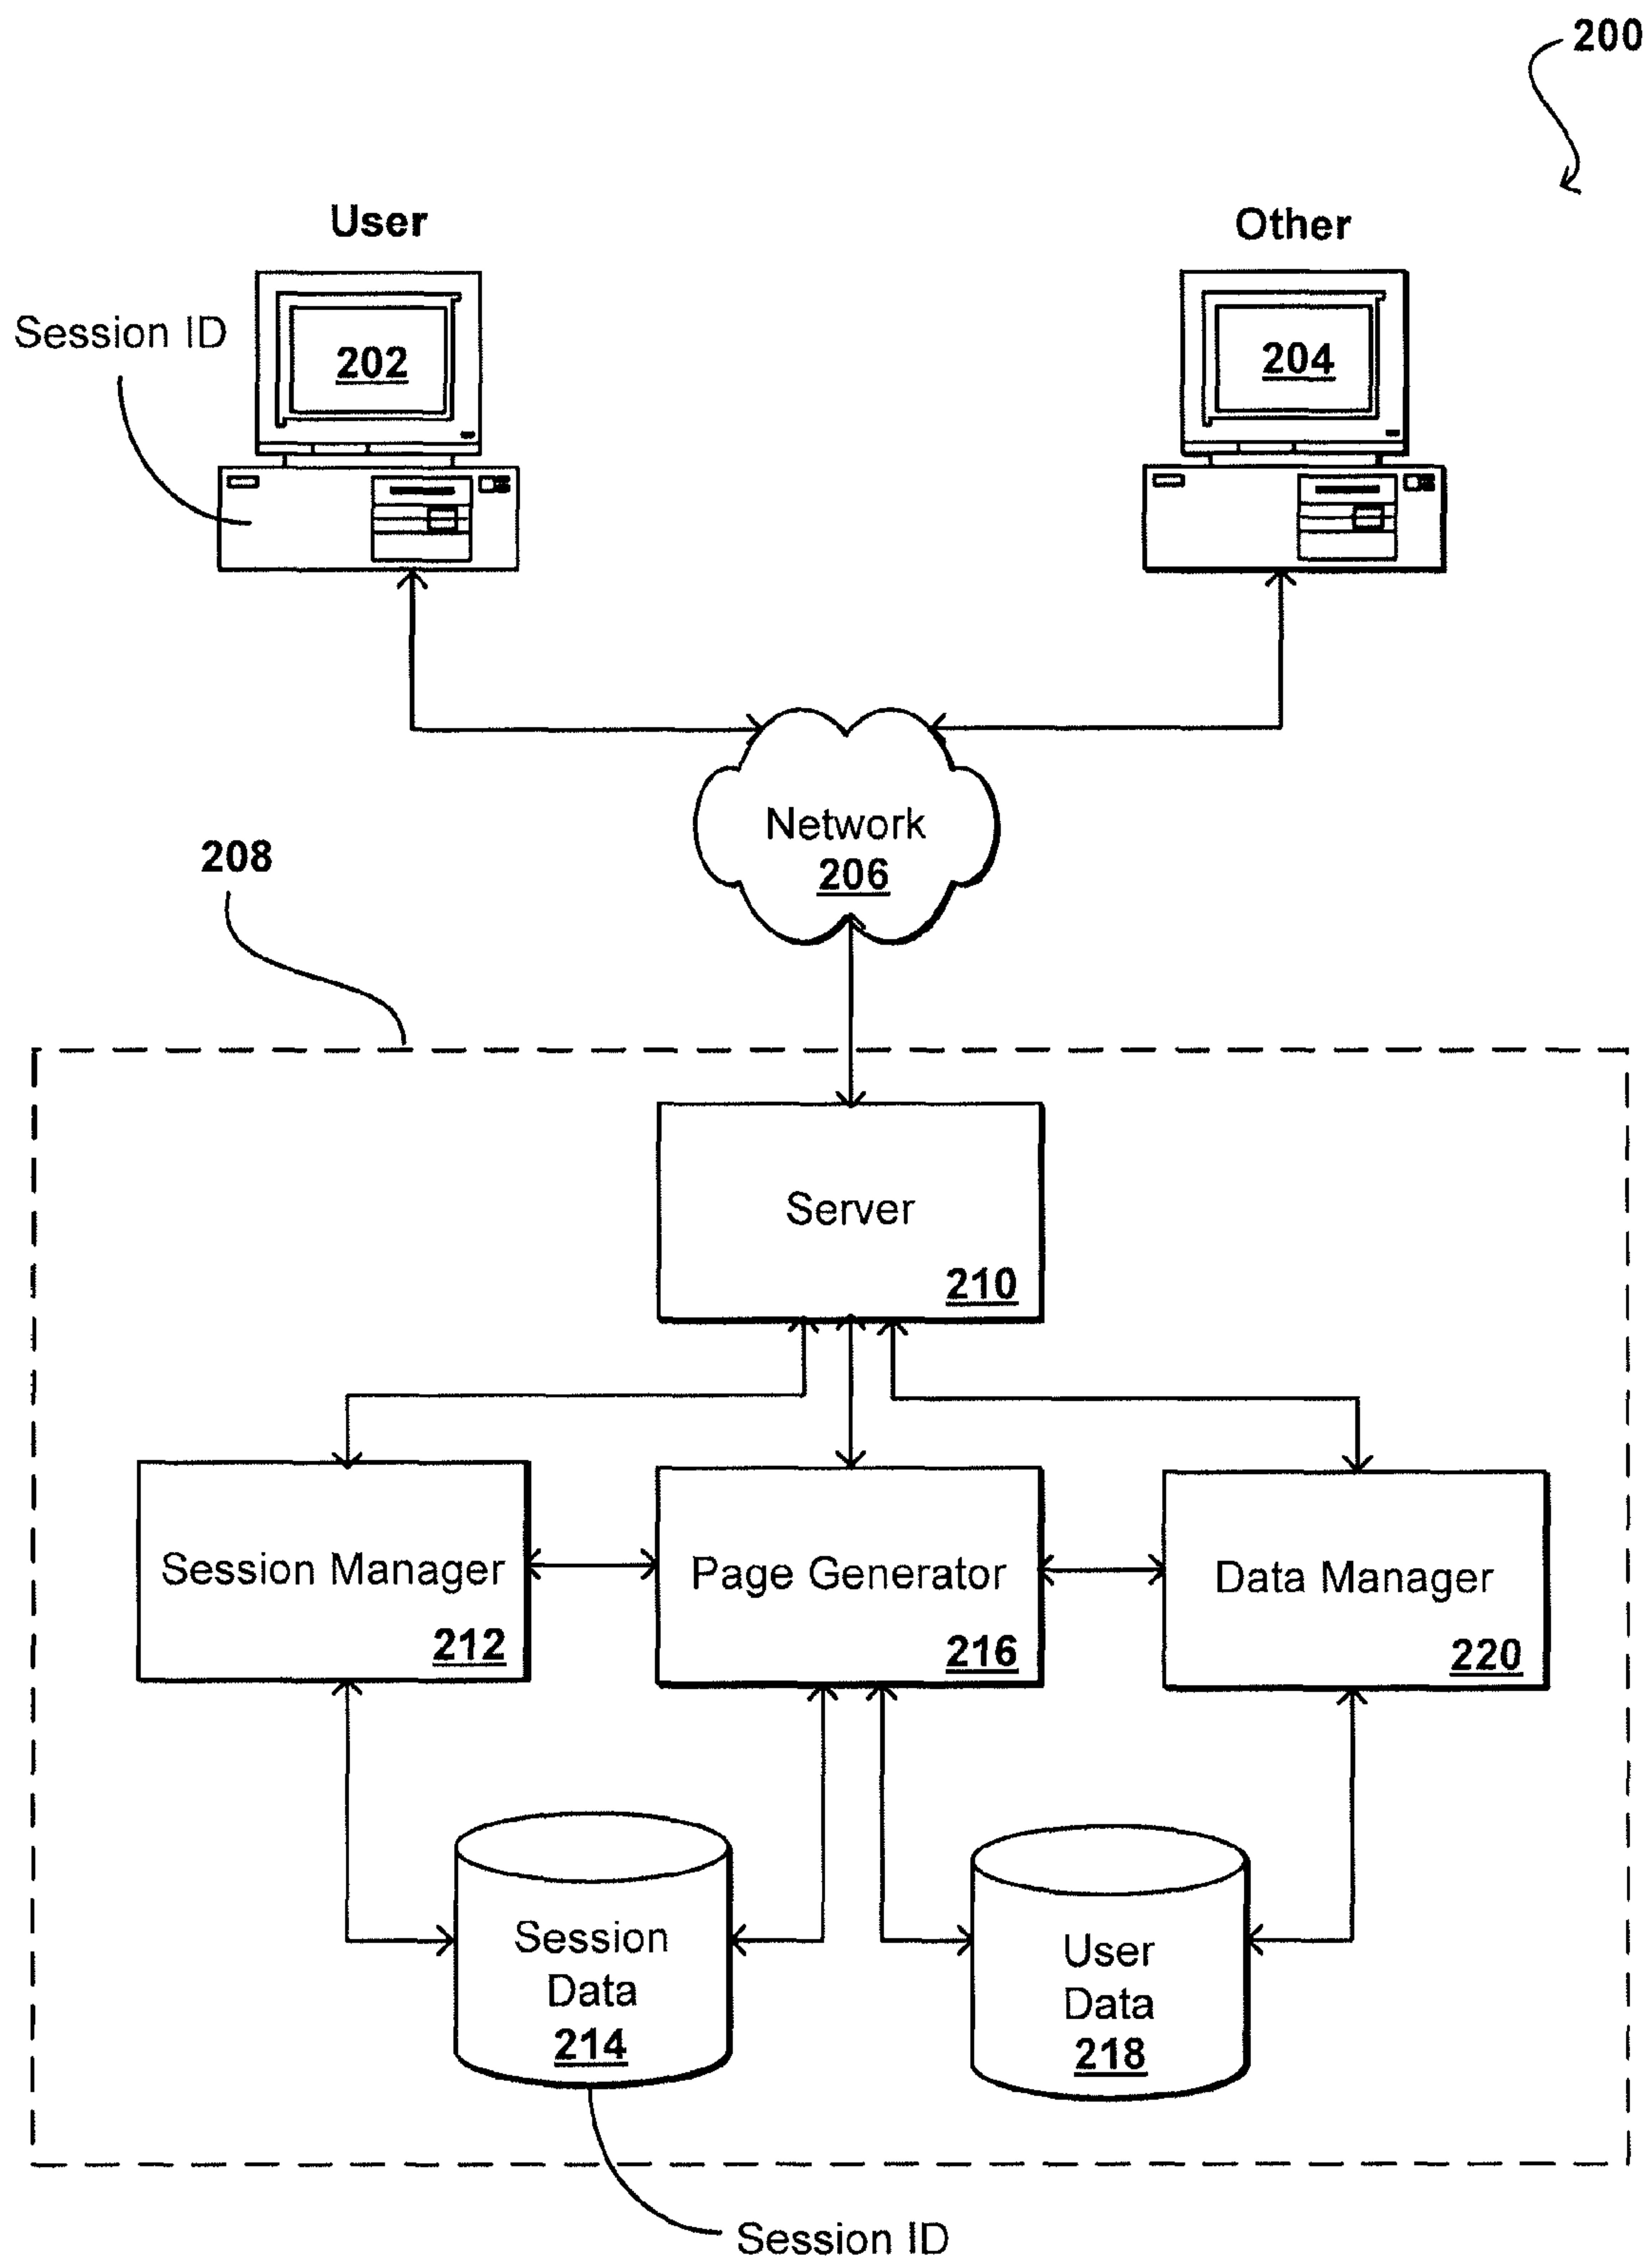 200
User
Other
Session ID
202
204
Network
206
208
Server
210
Session Manager
212
Page Generator
216
Data Manager
220
Session
Data
214
User
Data
218
Session ID